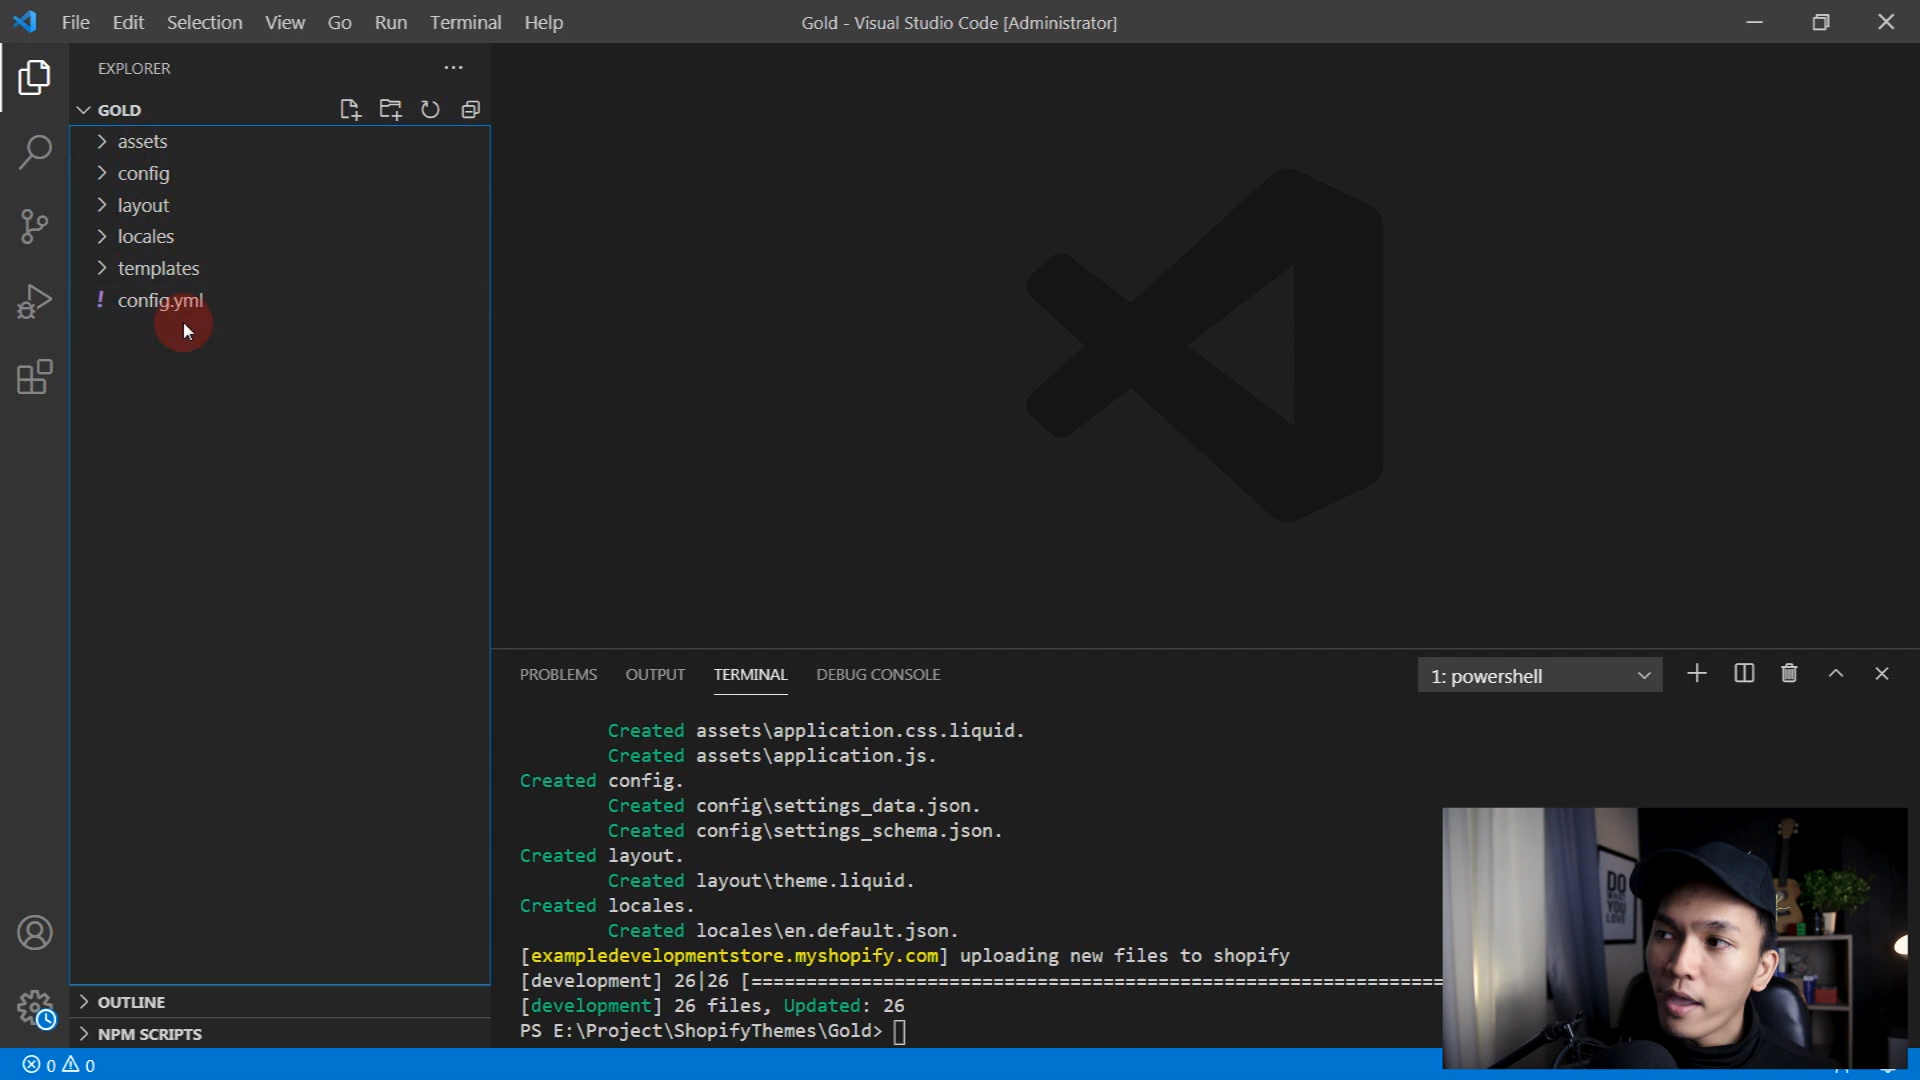 File Edit Selection View Go Run Terminal Help
Gold - Visual Studio Code [Administrator]
EXPLORER
GOLD
assets
config
layout
locales
templates
! config.yml
OUTLINE
NPM SCRIPTS
PROBLEMS OUTPUT TERMINAL DEBUG CONSOLE
1: powershell
Created assets\application.css.liquid.
Created assets\application.js.
Created config.
Created config\settings_data.json.
Created config\settings_schema.json.
Created layout.
Created layout\theme.liquid.
Created locales.
Created locales\en.default.json.
[exampledevelopmentstore.myshopify.com] uploading new files to shopify
[development] 26|26 [===============================================================
[development] 26 files, Updated: 26
PS E:\Project\ShopifyThemes\Gold>
DO
WHAT
YOU
LOVE
0 0